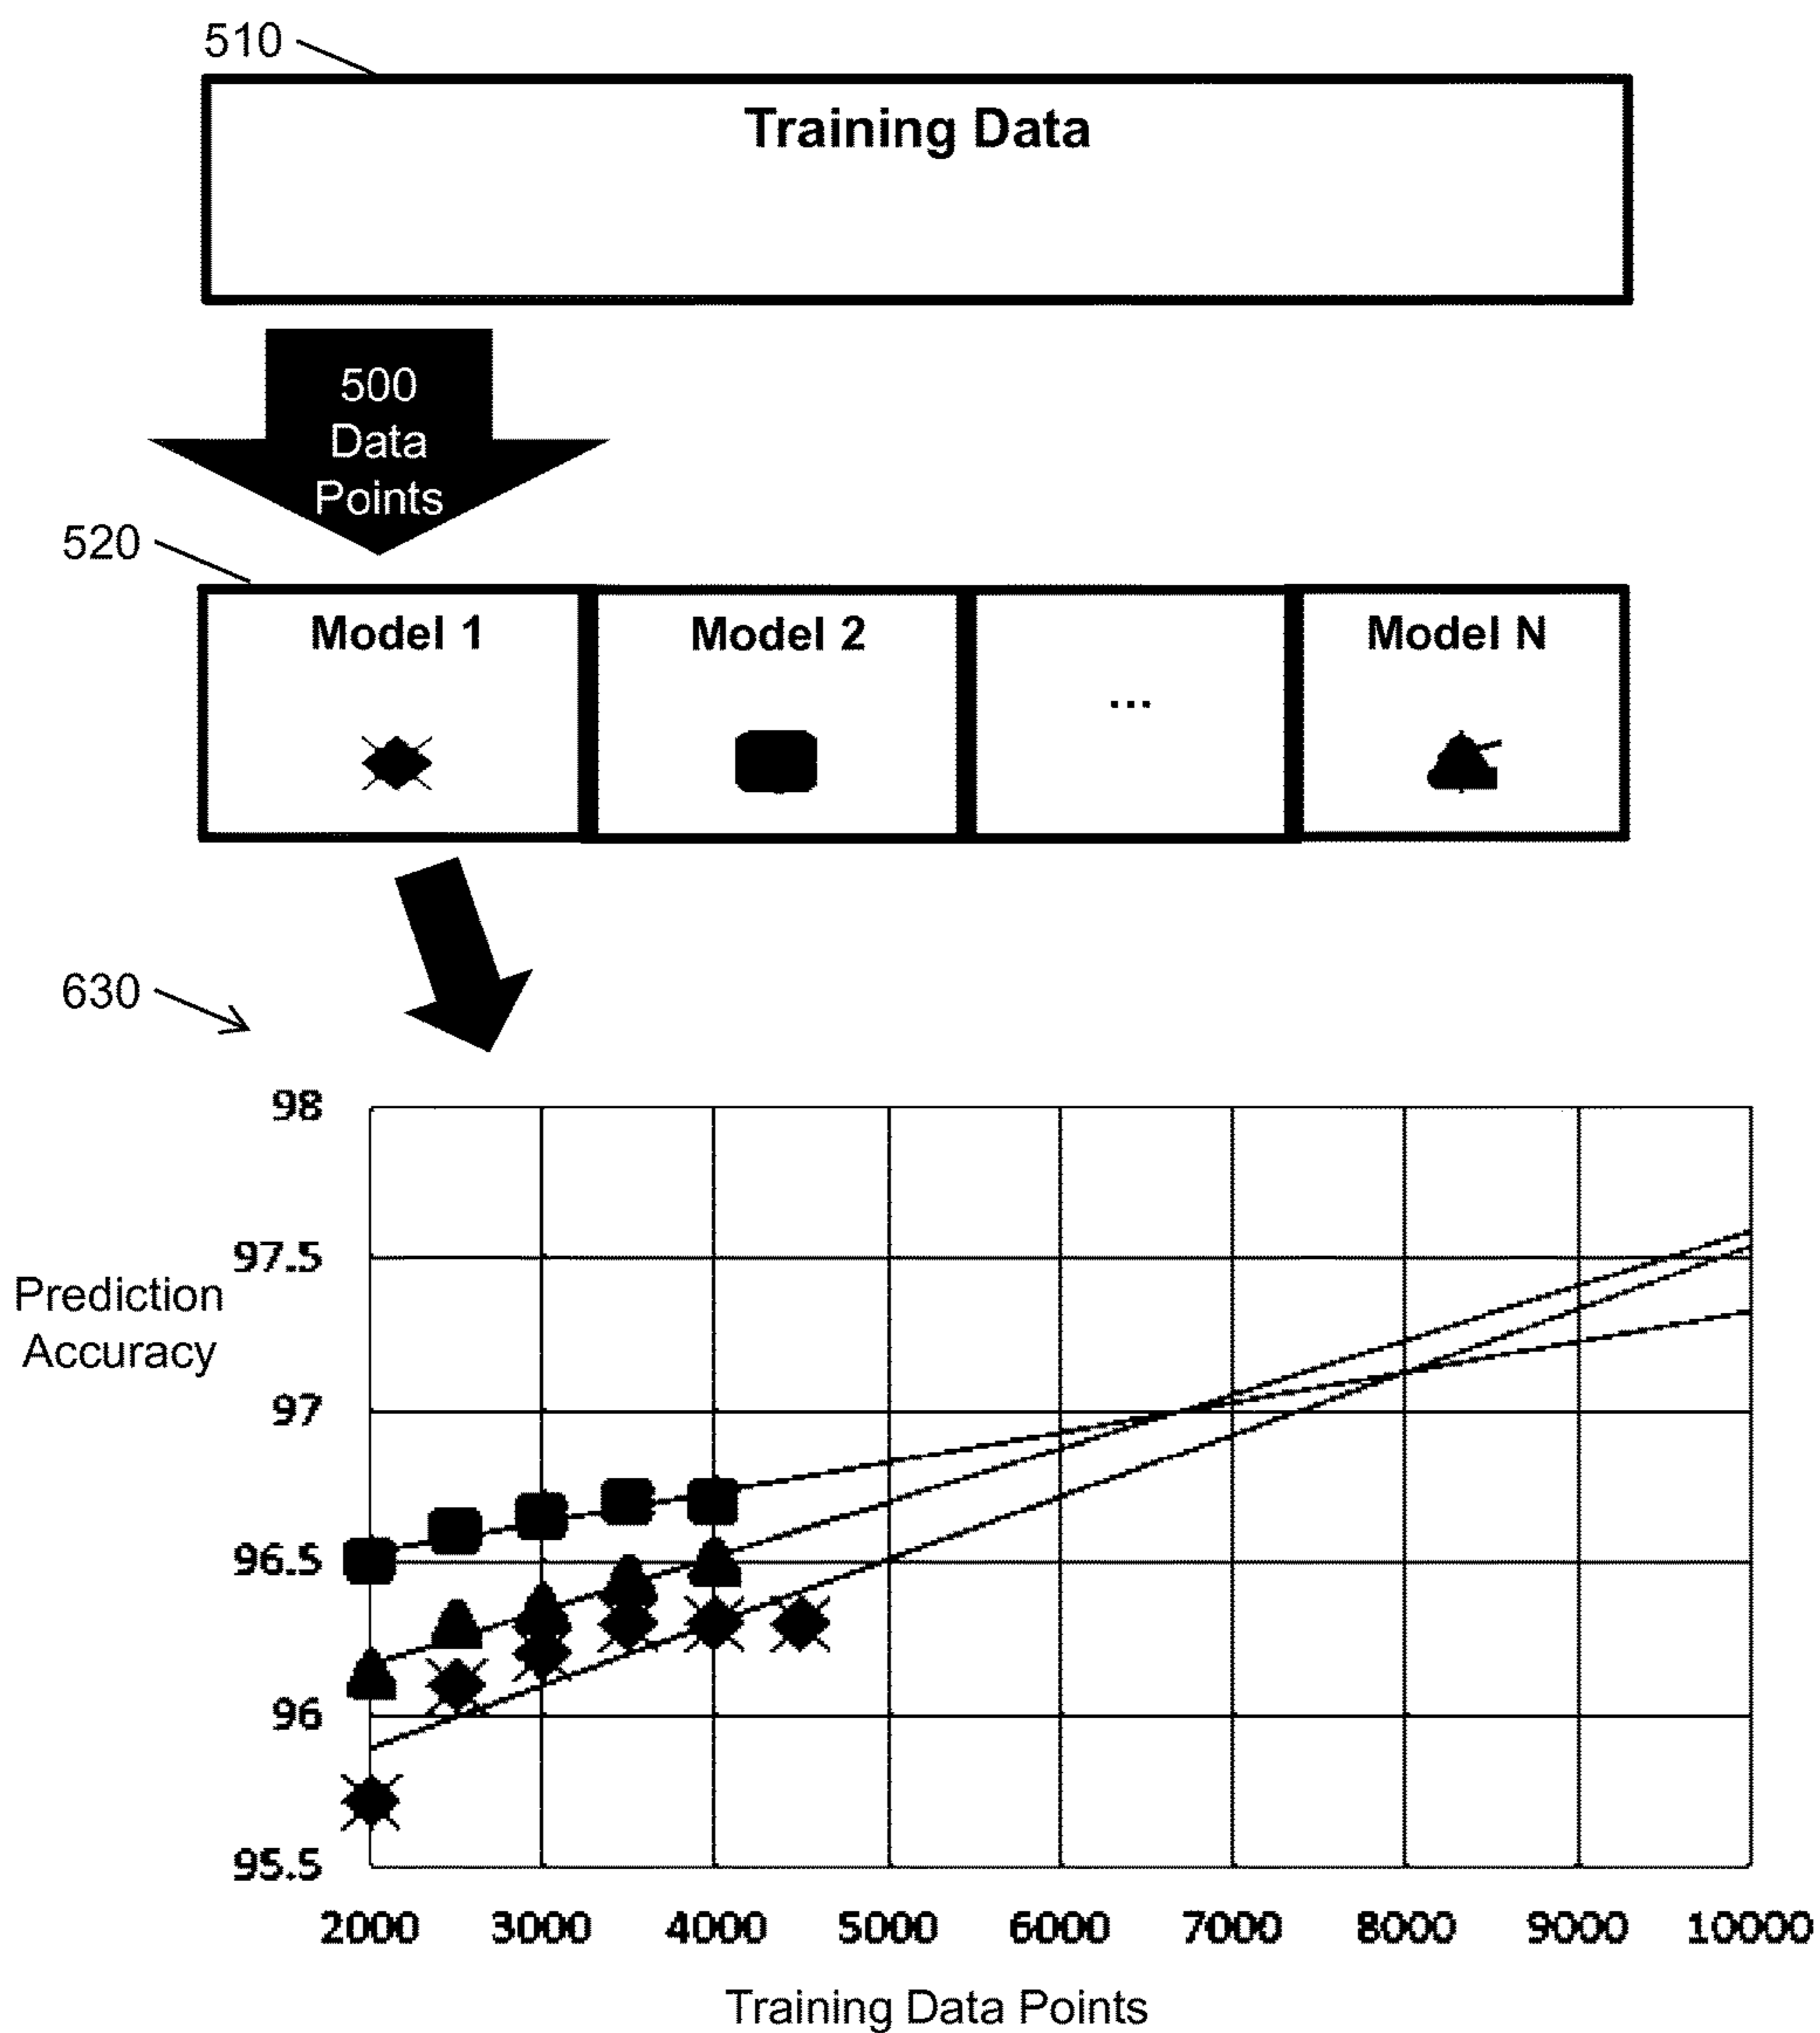 510
Training Data
500
Data
Points
520
Model 1
Model 2
...
Model N
630
98
97.5
Prediction
Accuracy
97
96.5
96
95.5
2000 3000 4000 5000 6000 7000 8000 9000 10000
Training Data Points